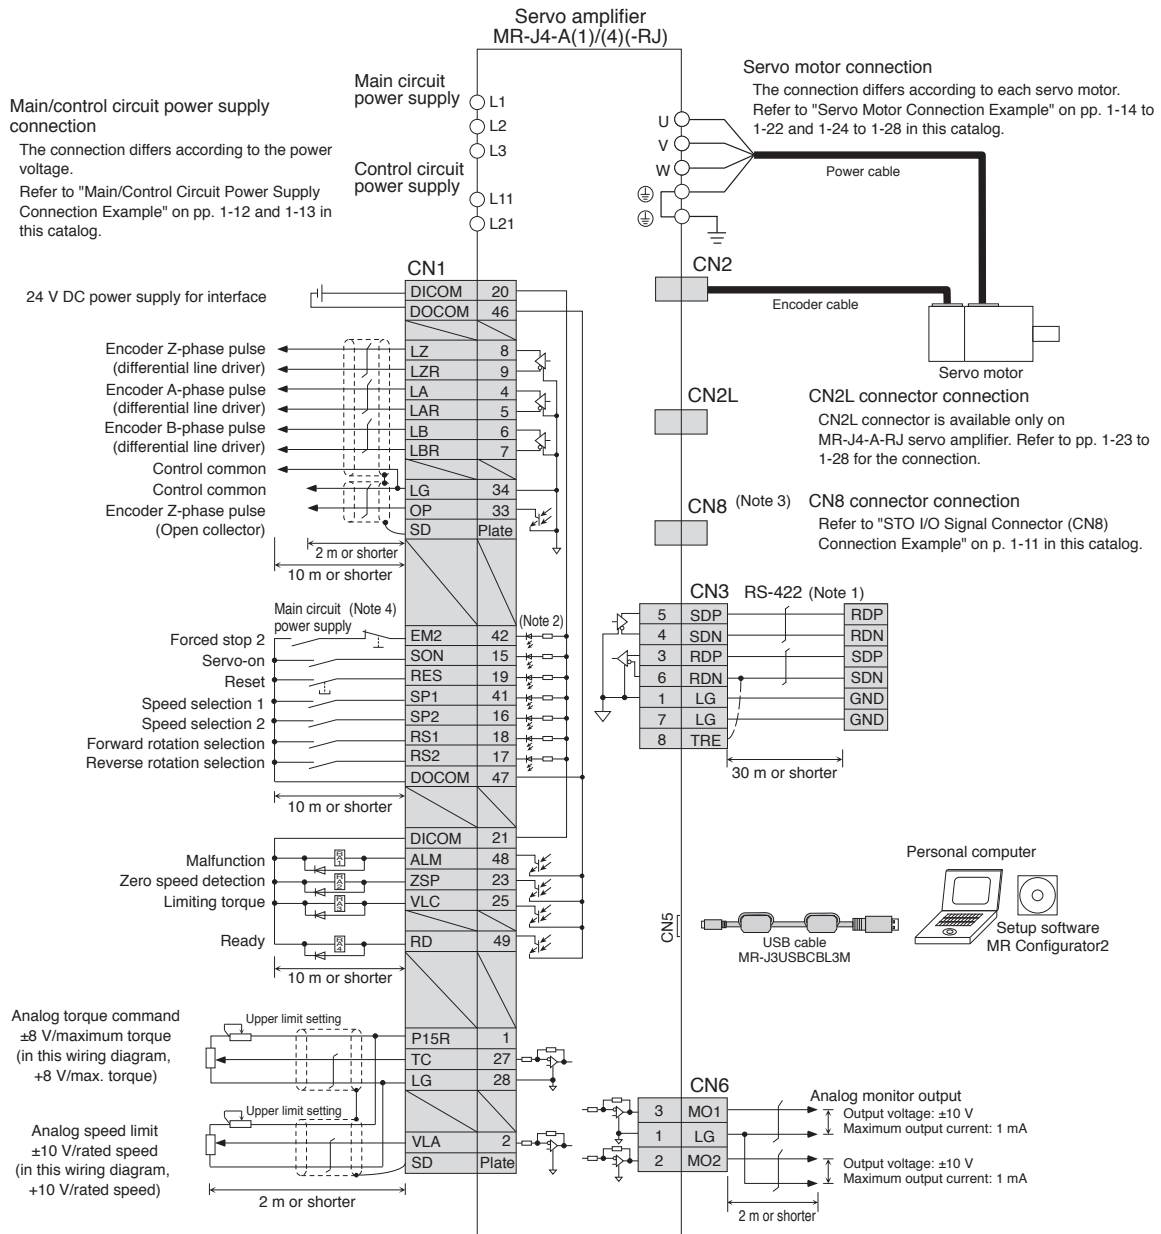 Servo amplifier
MR-J4-A(1)/(4)(-RJ)
Main/control circuit power supply
connection
The connection differs according to the power
voltage.
Refer to "Main/Control Circuit Power Supply
Connection Example" on pp. 1-12 and 1-13 in
this catalog.
Main circuit
power supply
L1
L2
L3
Control circuit
power supply
L11
L21
Servo motor connection
The connection differs according to each servo motor.
Refer to "Servo Motor Connection Example" on pp. 1-14 to
1-22 and 1-24 to 1-28 in this catalog.
U
V
W
Power cable
CN2
Encoder cable
Servo motor
CN2L
CN2L connector connection
CN2L connector is available only on
MR-J4-A-RJ servo amplifier. Refer to pp. 1-23 to
1-28 for the connection.
CN8 (Note 3)
CN8 connector connection
Refer to "STO I/O Signal Connector (CN8)
Connection Example" on p. 1-11 in this catalog.
CN1
24 V DC power supply for interface
DICOM 20
DOCOM 46
Encoder Z-phase pulse
(differential line driver)
LZ 8
LZR 9
Encoder A-phase pulse
(differential line driver)
LA 4
LAR 5
Encoder B-phase pulse
(differential line driver)
LB 6
LBR 7
Control common
Control common
LG 34
Encoder Z-phase pulse
(Open collector)
OP 33
SD Plate
2 m or shorter
10 m or shorter
Main circuit (Note 4)
power supply
(Note 2)
Forced stop 2
EM2 42
Servo-on
SON 15
Reset
RES 19
Speed selection 1
SP1 41
Speed selection 2
SP2 16
Forward rotation selection
RS1 18
Reverse rotation selection
RS2 17
DOCOM 47
10 m or shorter
DICOM 21
Malfunction
RA1
ALM 48
Zero speed detection
RA2
ZSP 23
Limiting torque
RA3
VLC 25
Ready
RA4
RD 49
10 m or shorter
Analog torque command
±8 V/maximum torque
(in this wiring diagram,
+8 V/max. torque)
Upper limit setting
P15R 1
TC 27
LG 28
Analog speed limit
±10 V/rated speed
(in this wiring diagram,
+10 V/rated speed)
Upper limit setting
VLA 2
SD Plate
2 m or shorter
CN3 RS-422 (Note 1)
5 SDP RDP
4 SDN RDN
3 RDP SDP
6 RDN SDN
1 LG GND
7 LG GND
8 TRE
30 m or shorter
CN5
USB cable
MR-J3USBCBL3M
Personal computer
Setup software
MR Configurator2
CN6
Analog monitor output
3 MO1
Output voltage: ±10 V
Maximum output current: 1 mA
1 LG
2 MO2
Output voltage: ±10 V
Maximum output current: 1 mA
2 m or shorter